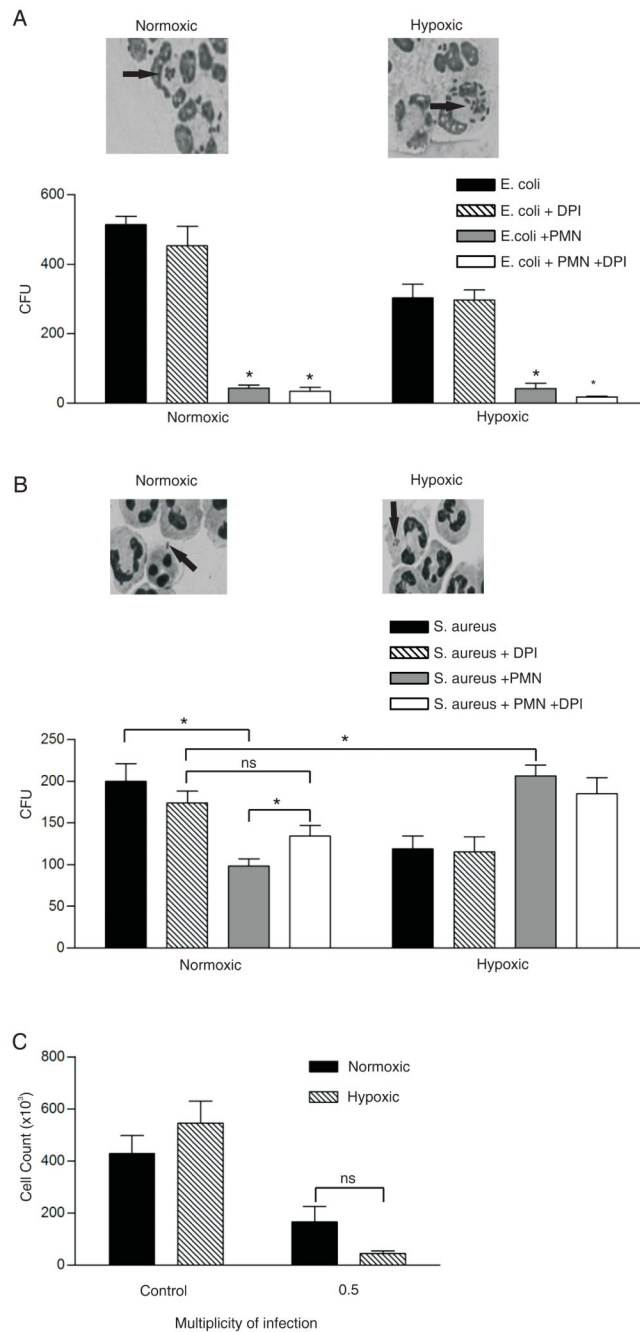 A
Normoxic Hypoxic
E. coli
E. coli + DPI
E.coli +PMN
E. coli + PMN +DPI
600
400
200
0
CFU
* * * *
Normoxic Hypoxic
B
Normoxic Hypoxic
S. aureus
S. aureus + DPI
S. aureus +PMN
S. aureus + PMN +DPI
250
200
150
100
50
0
CFU
*
*
ns
*
Normoxic Hypoxic
C
Normoxic
Hypoxic
800
600
400
200
0
Cell Count (x10³)
ns
Control 0.5
Multiplicity of infection